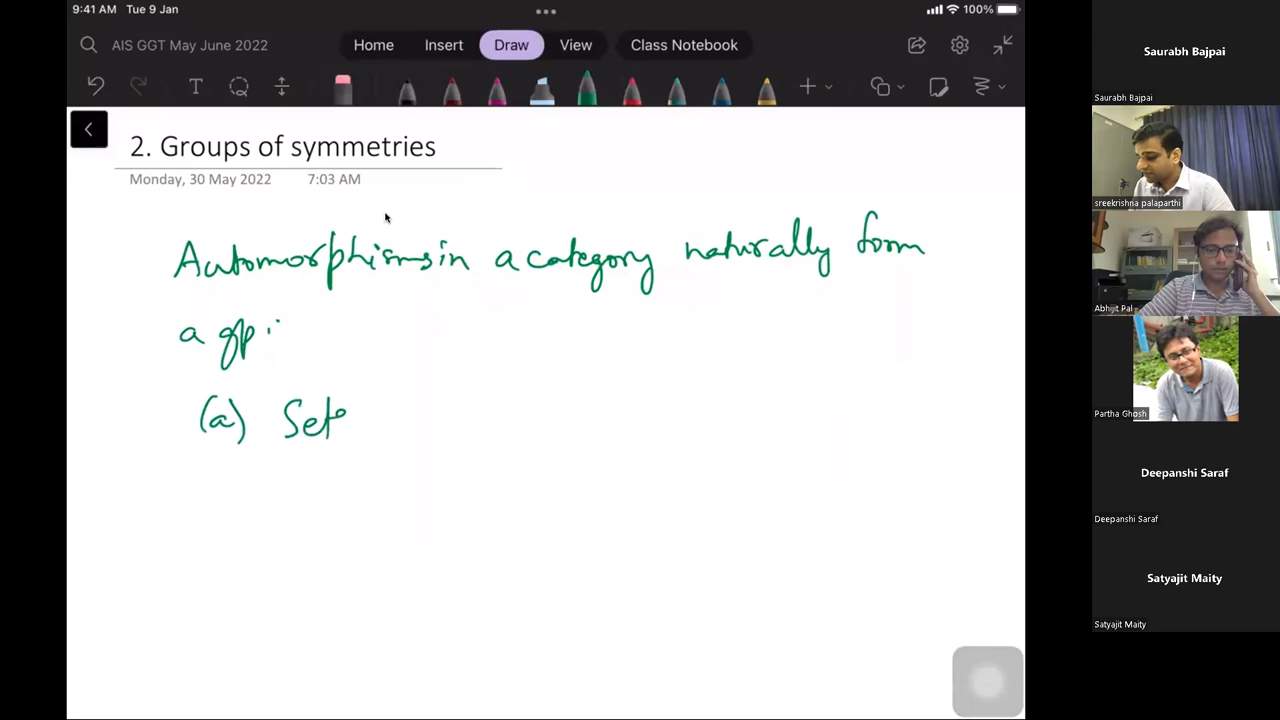 9:41 AM Tue 9 Jan
100%
AIS GGT May June 2022
Home
Insert
Draw
View
Class Notebook
2. Groups of symmetries
Monday, 30 May 2022 7:03 AM
Automorphisms in a category naturally form
a gp:
(a) Sets
Saurabh Bajpai
Saurabh Bajpai
sreekrishna palaparthi
Abhijit Pal
Partha Ghosh
Deepanshi Saraf
Deepanshi Saraf
Satyajit Maity
Satyajit Maity